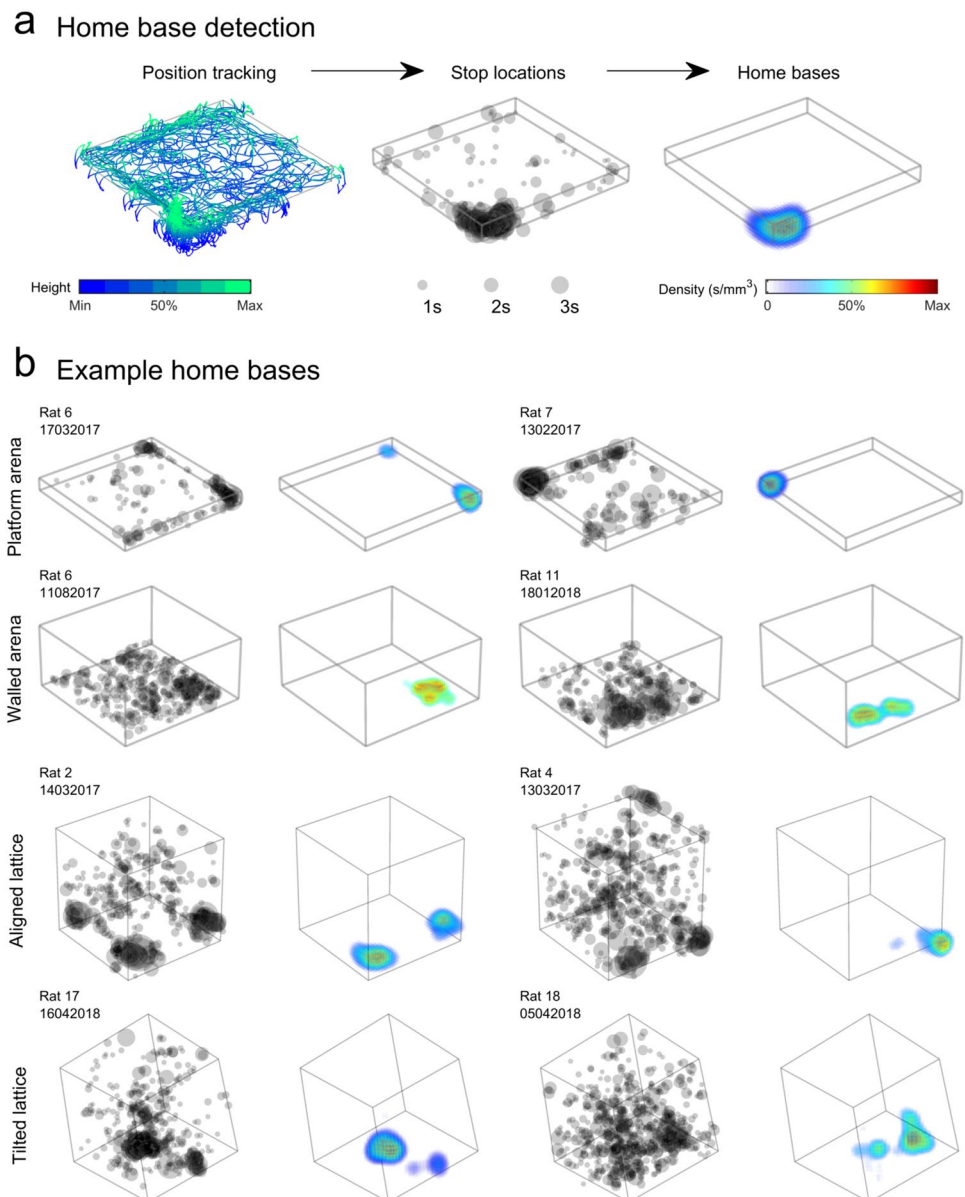 a Home base detection
Position tracking Stop locations Home bases
Height
Min 50% Max
1s 2s 3s
Density (s/mm³)
0 50% Max
b Example home bases
Platform arena
Rat 6
17032017
Rat 7
13022017
Walled arena
Rat 6
11082017
Rat 11
18012018
Aligned lattice
Rat 2
14032017
Rat 4
13032017
Tilted lattice
Rat 17
16042018
Rat 18
05042018